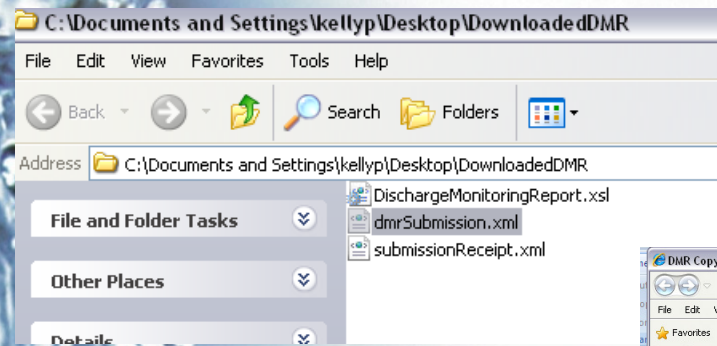 C:\Documents and Settings\kellyp\Desktop\DownloadedDMR
File Edit View Favorites Tools Help
Back Search Folders
Address C:\Documents and Settings\kellyp\Desktop\DownloadedDMR
File and Folder Tasks
DischargeMonitoringReport.xsl
dmrSubmission.xml
submissionReceipt.xml
Other Places
Details
DMR Copy
File Edit
Favorites